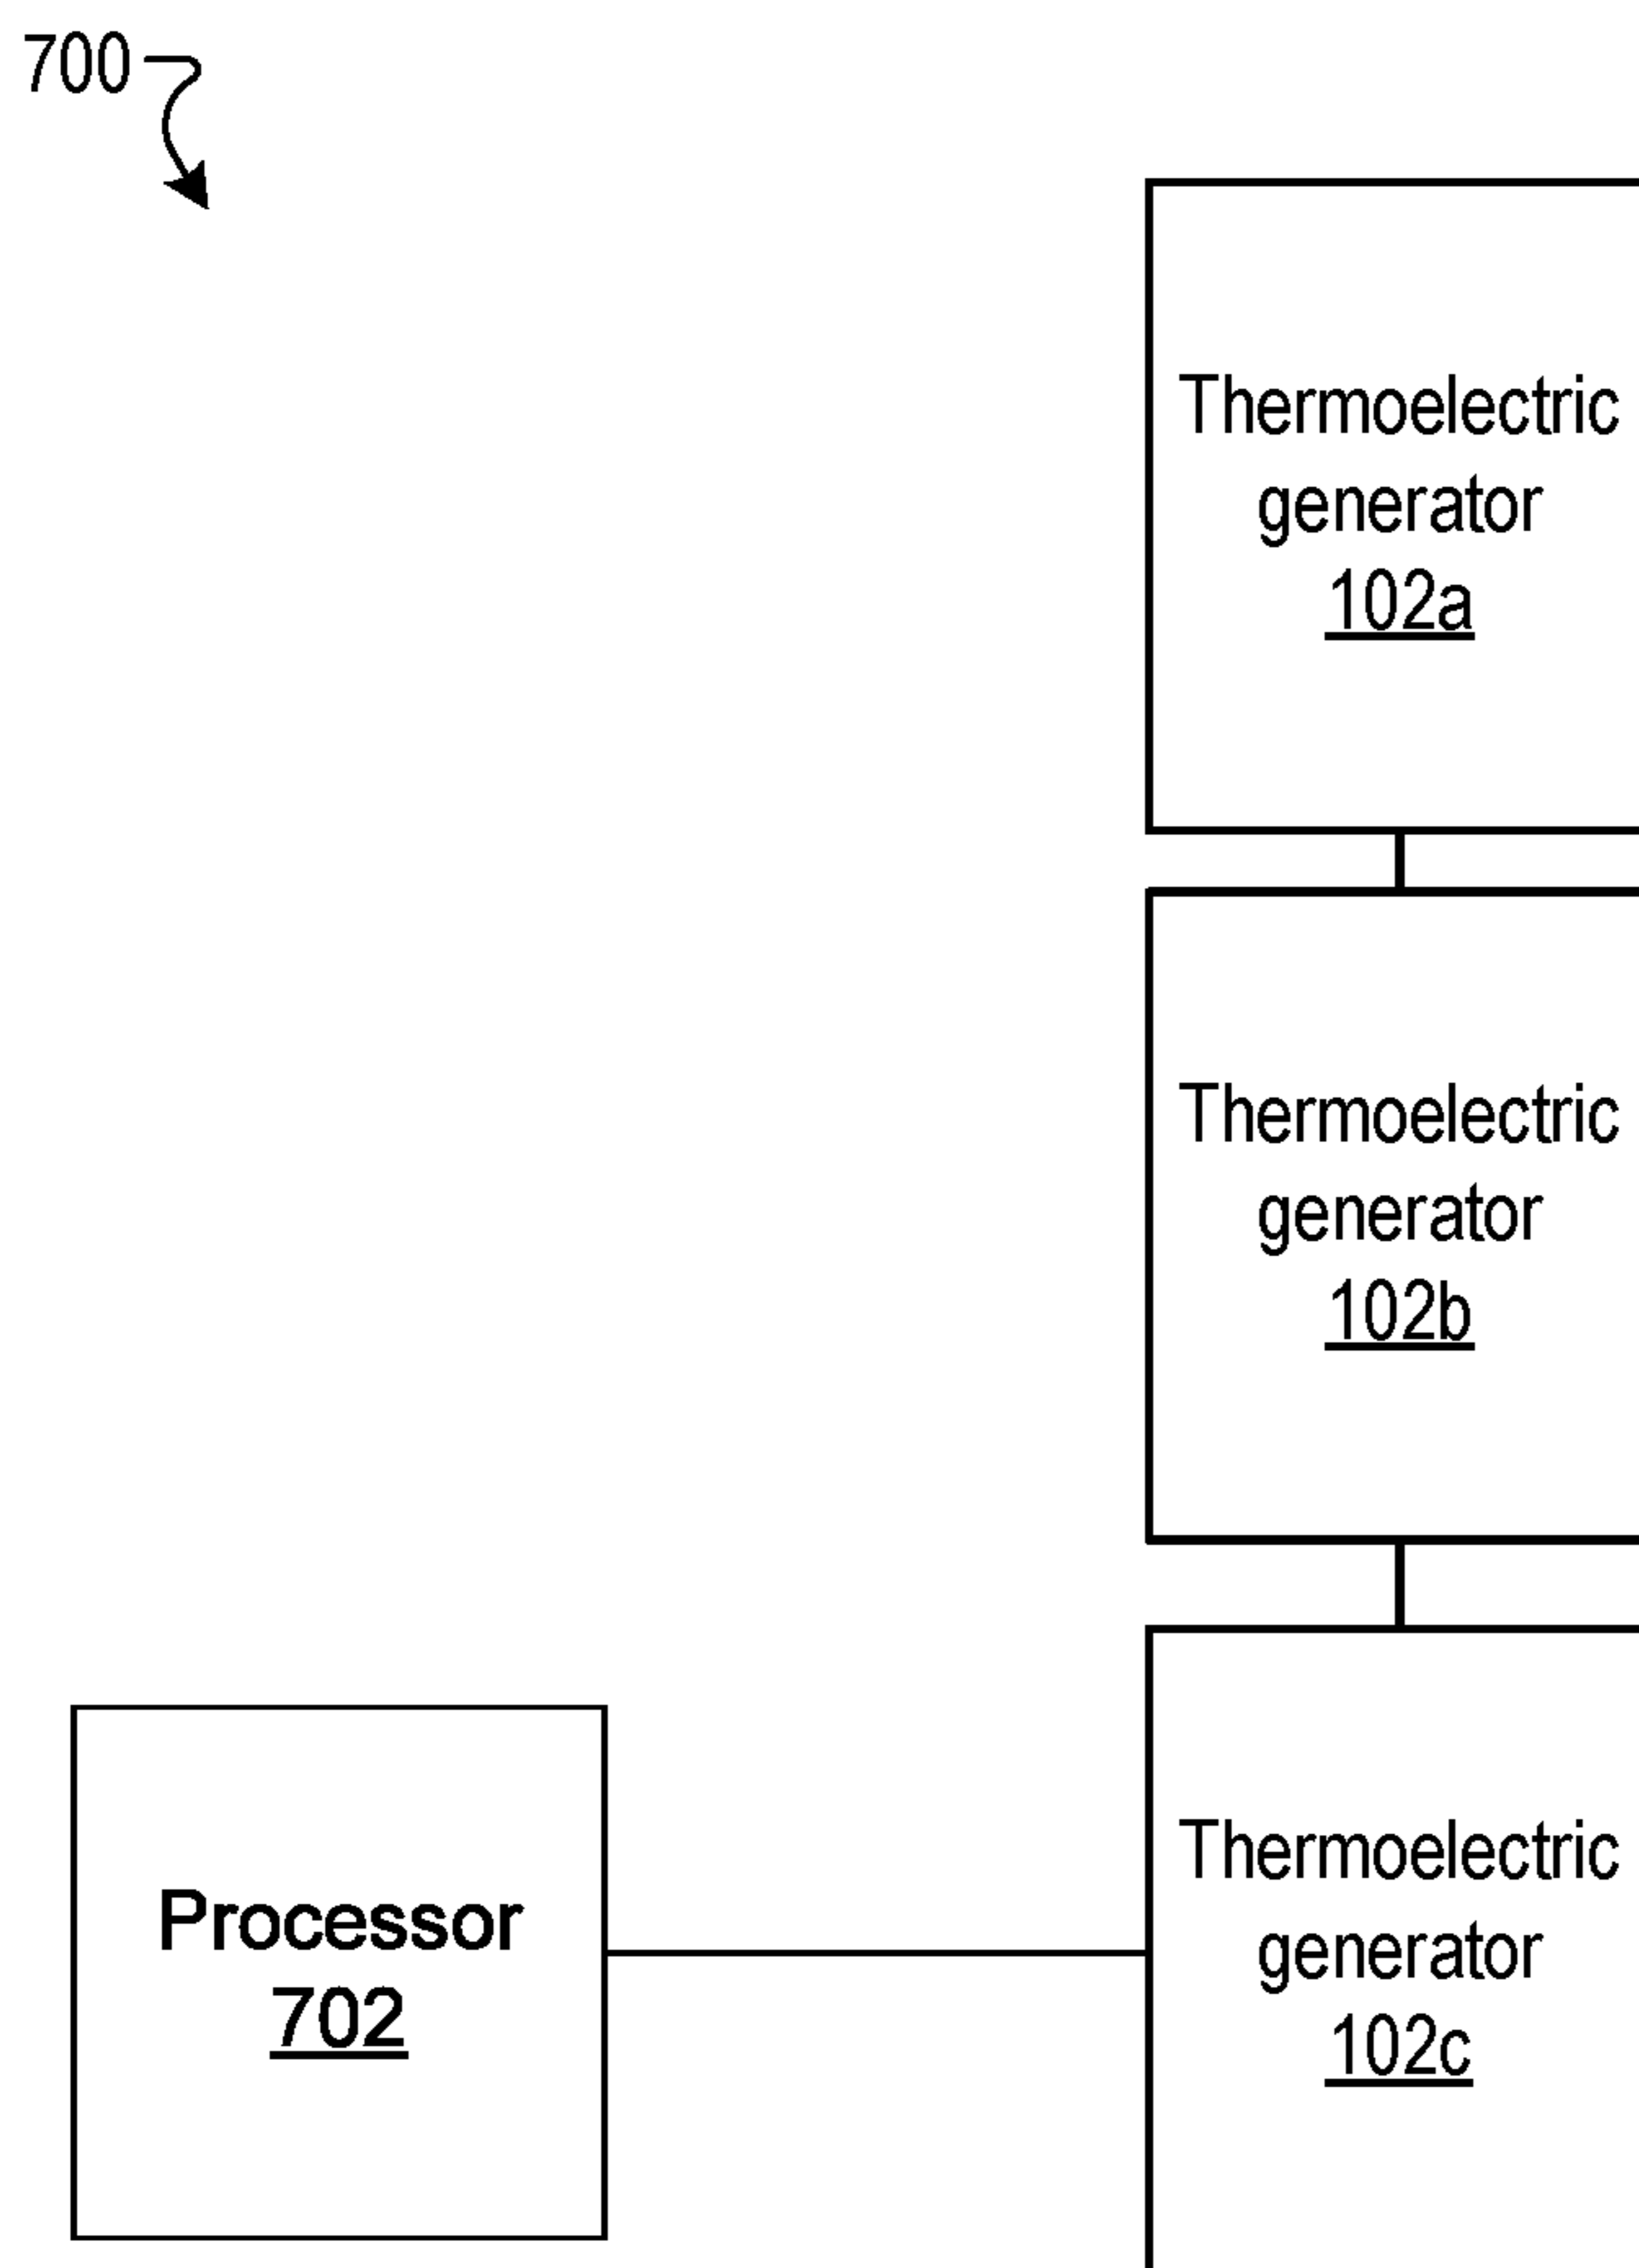 700
Thermoelectric
generator
102a
Thermoelectric
generator
102b
Thermoelectric
generator
102c
Processor
702